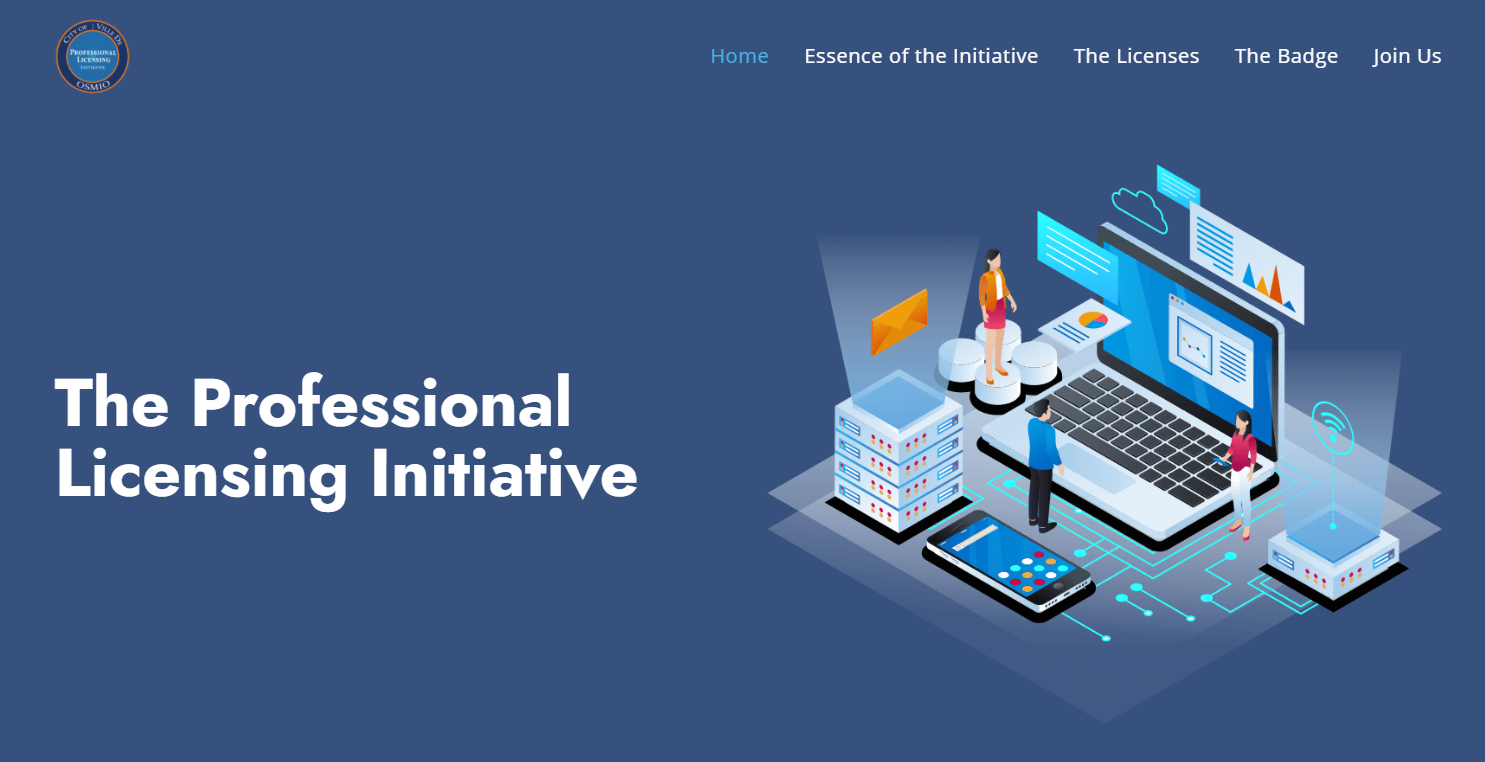 CITY OF | VILLE DE
PROFESSIONAL
LICENSING
INITIATIVE
OSMIO
Home
Essence of the Initiative
The Licenses
The Badge
Join Us
The Professional
Licensing Initiative